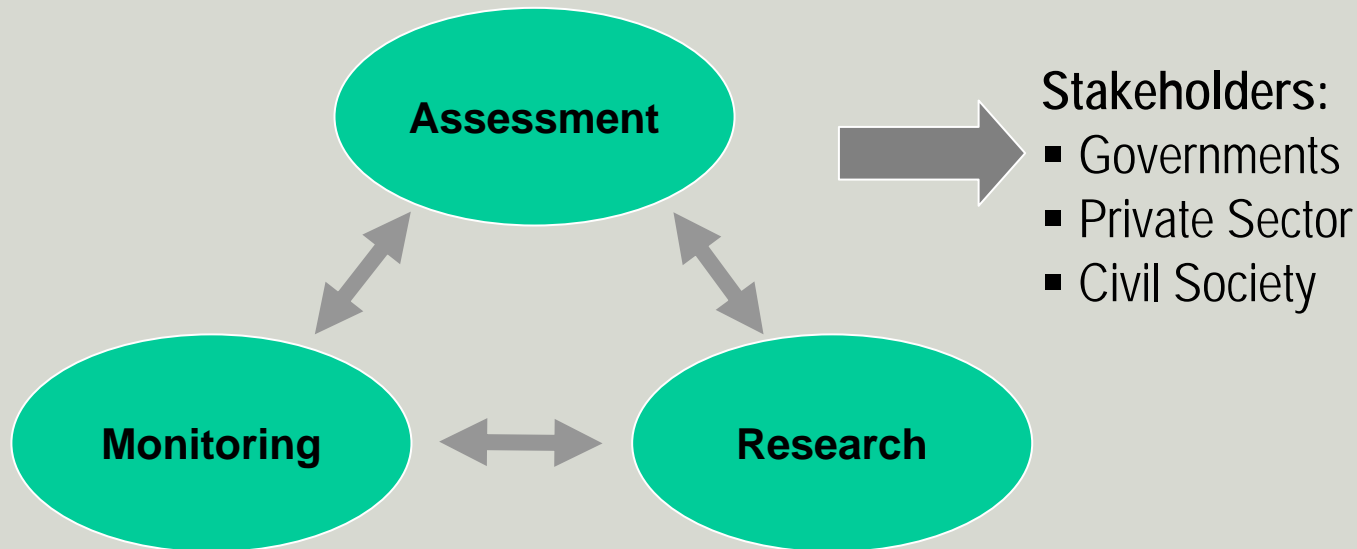 Assessment
Stakeholders:
▪ Governments
▪ Private Sector
▪ Civil Society
Monitoring
Research